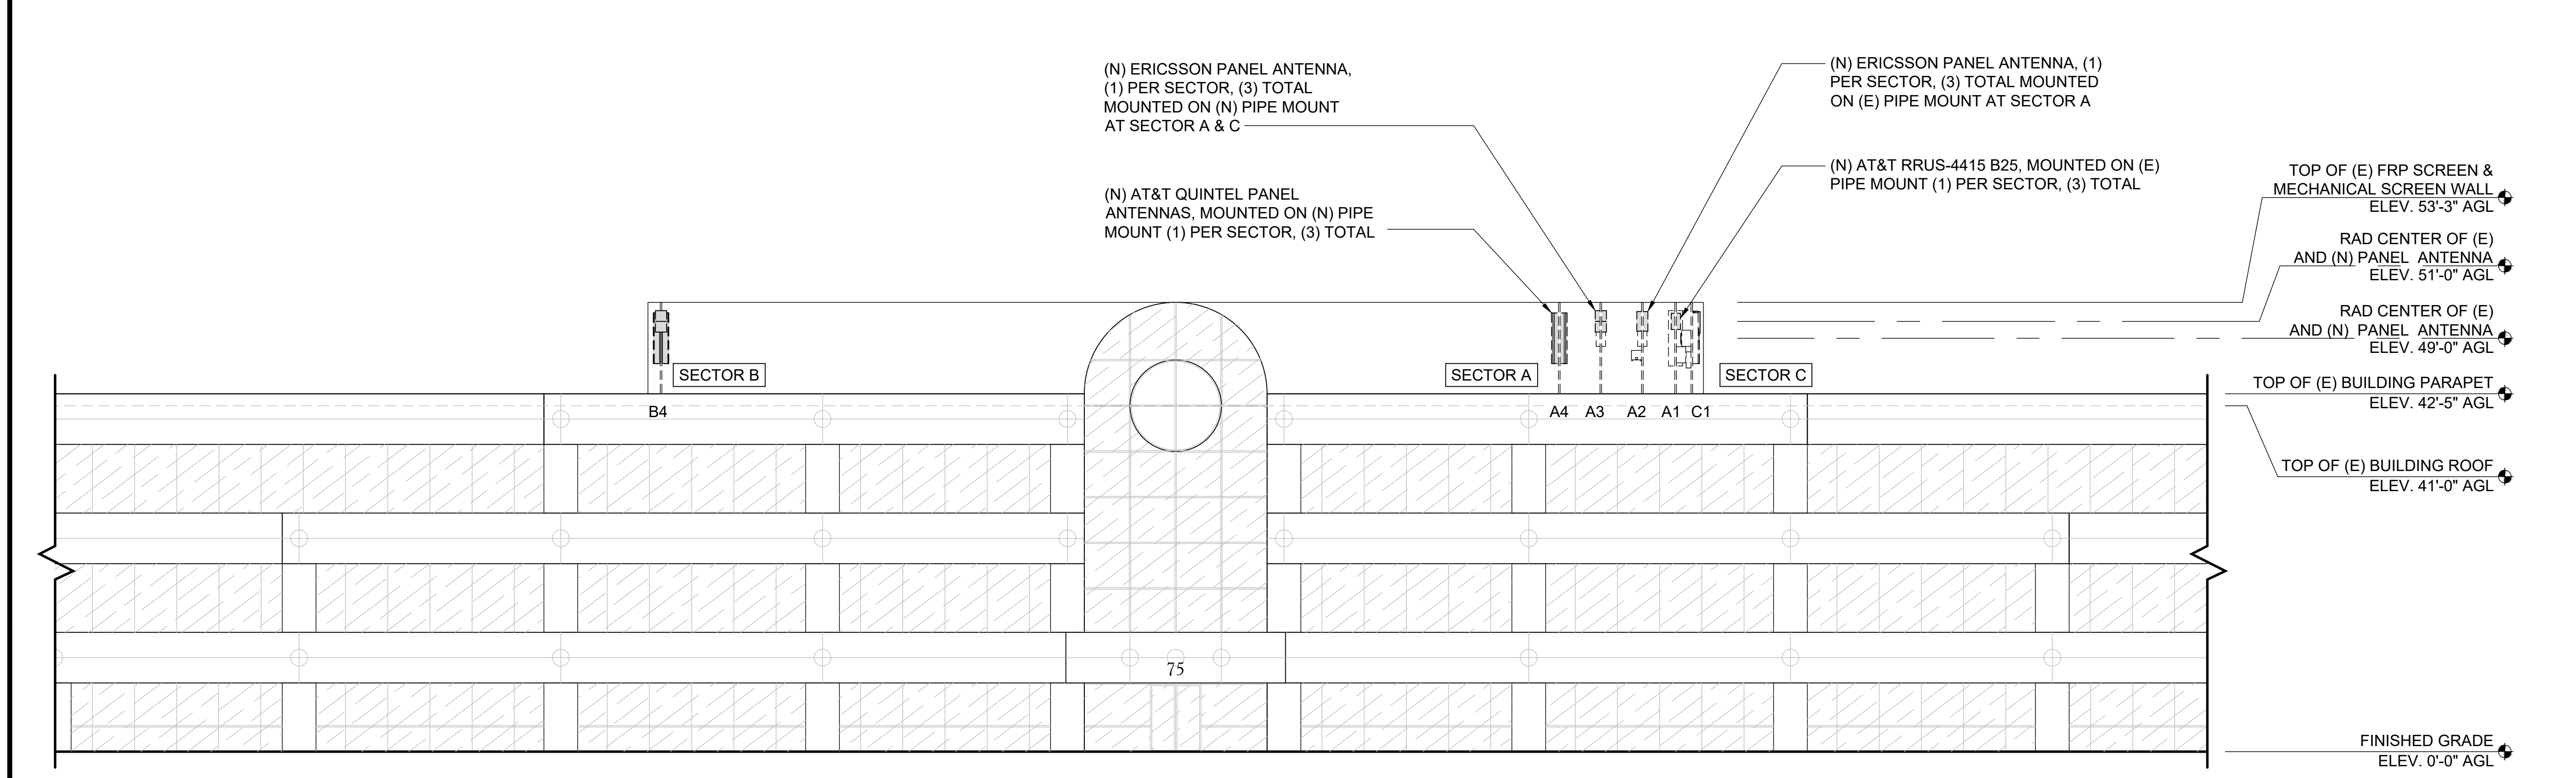 (N) ERICSSON PANEL ANTENNA,
(1) PER SECTOR, (3) TOTAL
MOUNTED ON (N) PIPE MOUNT
AT SECTOR A & C
(N) AT&T QUINTEL PANEL
ANTENNAS, MOUNTED ON (N) PIPE
MOUNT (1) PER SECTOR, (3) TOTAL
(N) ERICSSON PANEL ANTENNA, (1)
PER SECTOR, (3) TOTAL MOUNTED
ON (E) PIPE MOUNT AT SECTOR A
(N) AT&T RRUS-4415 B25, MOUNTED ON (E)
PIPE MOUNT (1) PER SECTOR, (3) TOTAL
TOP OF (E) FRP SCREEN &
MECHANICAL SCREEN WALL
ELEV. 53'-3" AGL
RAD CENTER OF (E)
AND (N) PANEL ANTENNA
ELEV. 51'-0" AGL
RAD CENTER OF (E)
AND (N) PANEL ANTENNA
ELEV. 49'-0" AGL
TOP OF (E) BUILDING PARAPET
ELEV. 42'-5" AGL
TOP OF (E) BUILDING ROOF
ELEV. 41'-0" AGL
FINISHED GRADE
ELEV. 0'-0" AGL
SECTOR B
SECTOR A
SECTOR C
B4
A4 A3 A2 A1 C1
75